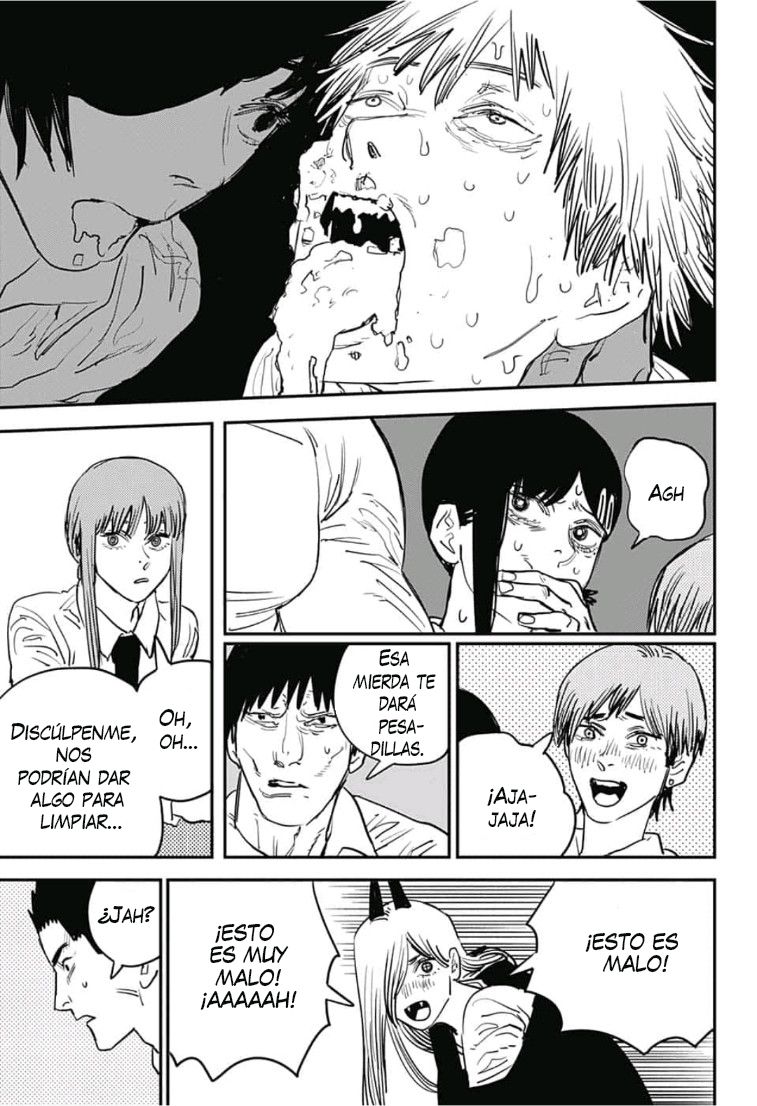 Agh
¡Aja-
jaja!
Esa
mierda te
dará
pesa-
dillas.
Oh,
oh...
Discúlpenme,
nos
podrían dar
algo para
limpiar...
¡Esto es
malo!
¡Esto
es muy
malo!
¡Aaaaah!
¿Jah?